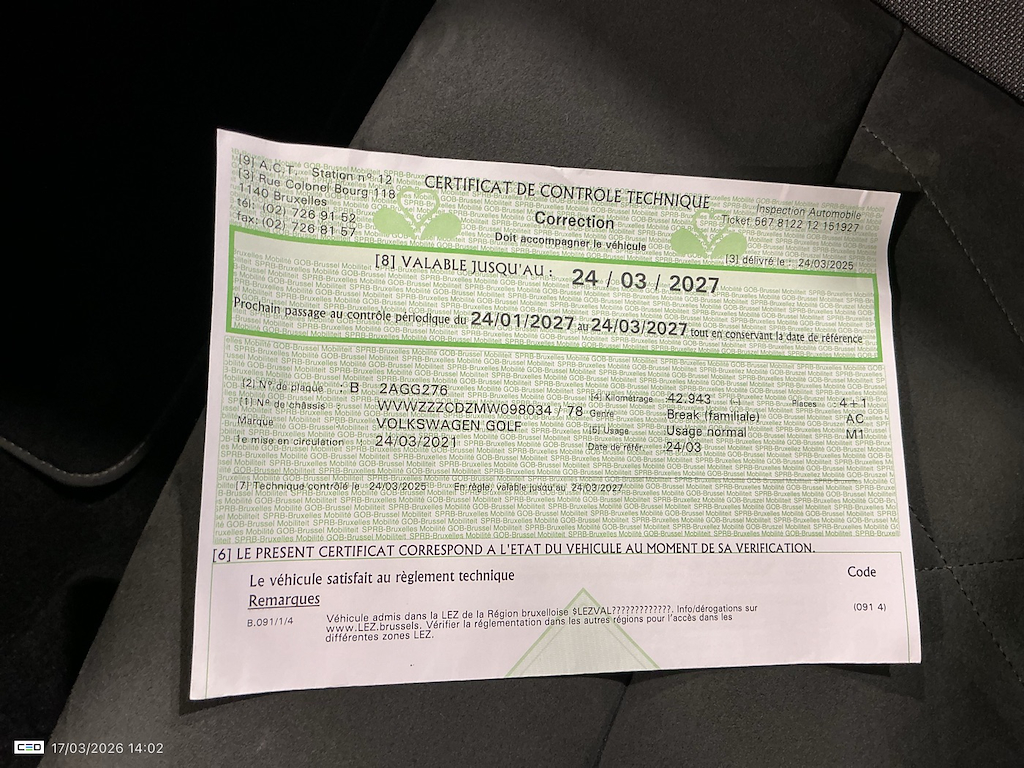 [9] A.C.T. Station n° 12
[3] Rue Colonel Bourg 118
1140 Bruxelles
tél: (02) 726 91 52
fax: (02) 726 81 57
CERTIFICAT DE CONTROLE TECHNIQUE
Correction
Doit accompagner le véhicule
Inspection Automobile
Ticket 567 8122 12 151927
[3] délivré le : 24/03/2025
[8] VALABLE JUSQU'AU : 24 / 03 / 2027
Prochain passage au contrôle périodique du 24/01/2027 au 24/03/2027 tout en conservant la date de référence
[2] N° de plaque : B 2AGG276
[4] Kilométrage 42.943 (-) Places : 4 + 1
[1] N° de châssis : WVWZZZCDZMW098034 / 78 Genre Break (familiale) AC
Marque VOLKSWAGEN GOLF [5] Usage Usage normal M1
1e mise en circulation 24/03/2021 Date de référ. 24/03
[7] Technique contrôlé le 24/03/2025 En règle, valable jusqu'au 24/03/2027
[6] LE PRESENT CERTIFICAT CORRESPOND A L'ETAT DU VEHICULE AU MOMENT DE SA VERIFICATION.
Le véhicule satisfait au règlement technique Code
Remarques
B.091/1/4 Véhicule admis dans la LEZ de la Région bruxelloise $LEZVAL?????????????. Info/dérogations sur (091 4)
www.LEZ.brussels. Vérifier la réglementation dans les autres régions pour l'accès dans les
différentes zones LEZ.
CEO 17/03/2026 14:02